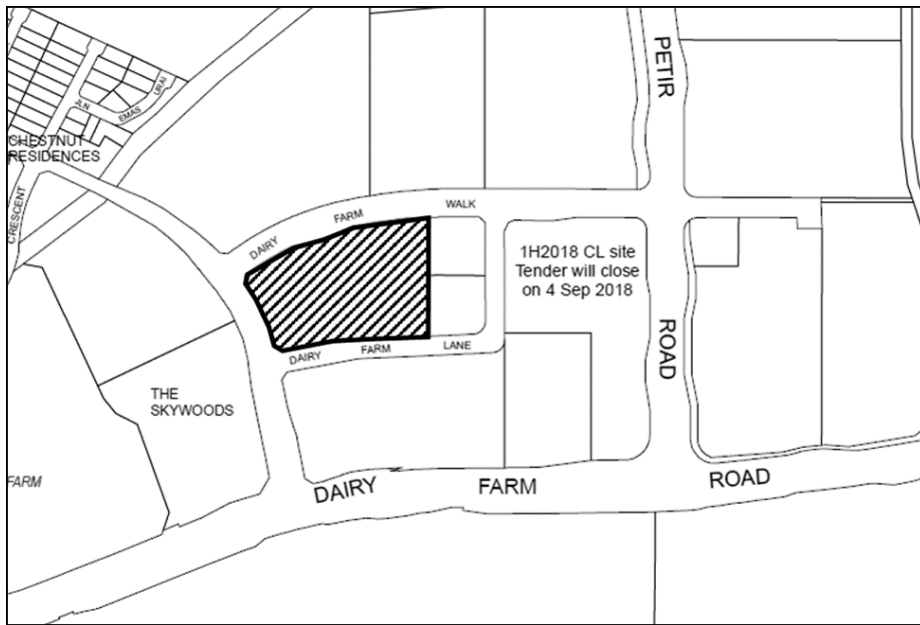 PETIR
JLN
EMAS
URAI
CHESTNUT
RESIDENCES
CRESCENT
DAIRY
FARM
WALK
1H2018 CL site
Tender will close
on 4 Sep 2018
DAIRY
FARM
LANE
ROAD
THE
SKYWOODS
FARM
DAIRY
FARM
ROAD